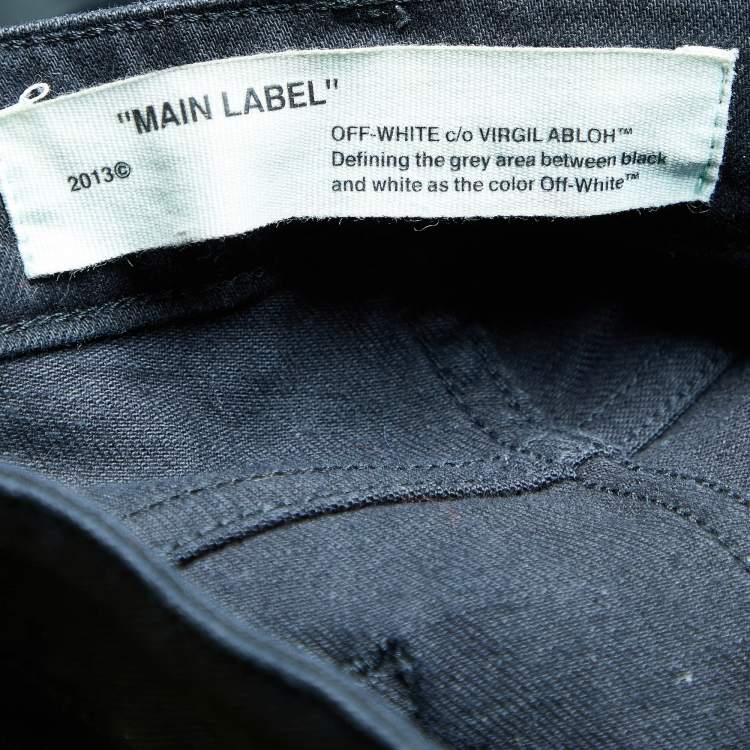 "MAIN LABEL"
2013©
OFF-WHITE c/o VIRGIL ABLOH™
Defining the grey area between black
and white as the color Off-White™